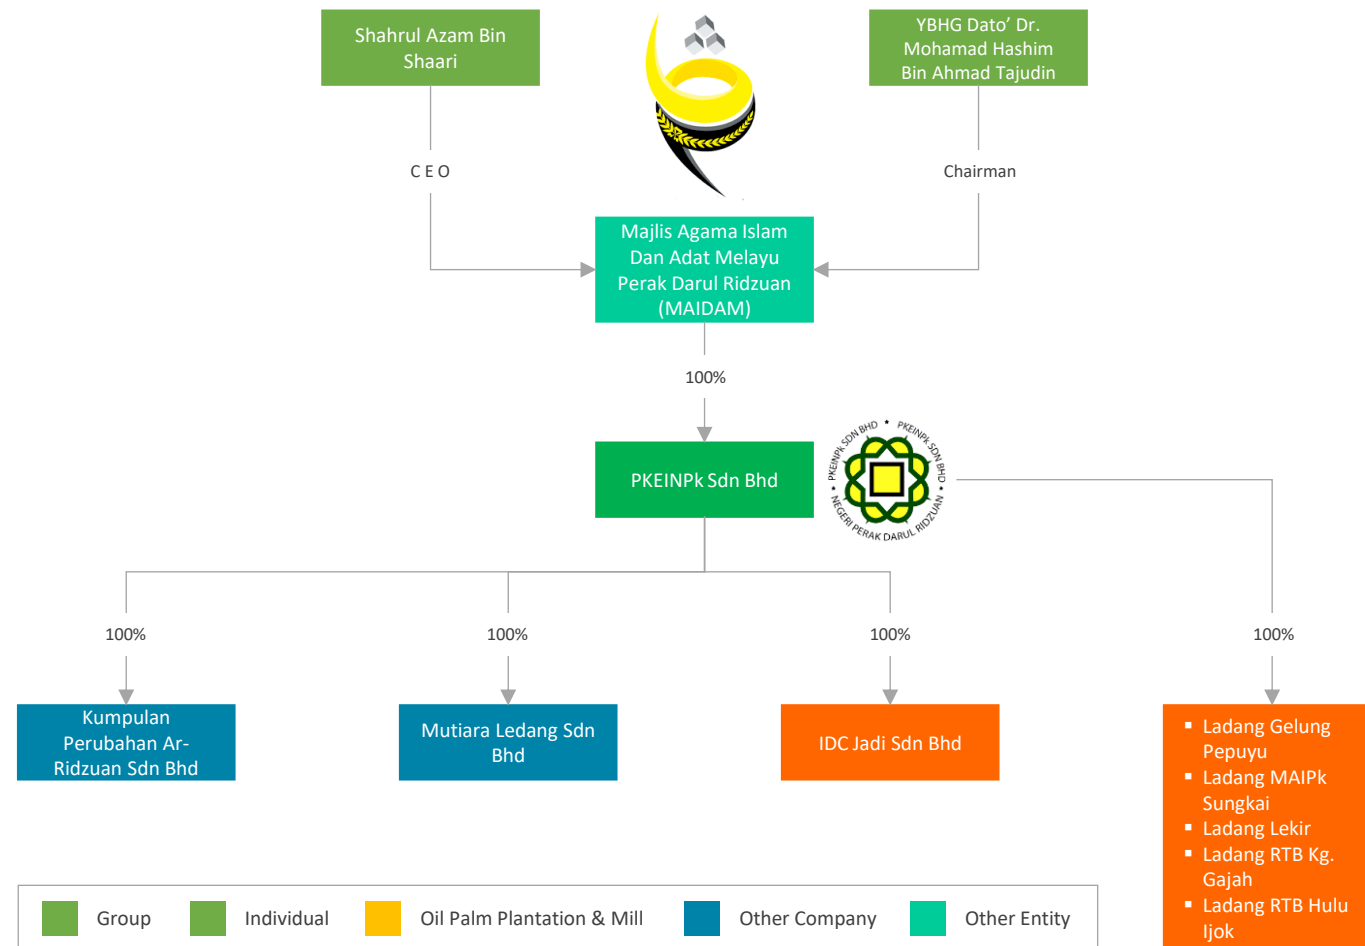 Shahrul Azam Bin
Shaari
YBHG Dato’ Dr.
Mohamad Hashim
Bin Ahmad Tajudin
C E O
Chairman
Majlis Agama Islam
Dan Adat Melayu
Perak Darul Ridzuan
(MAIDAM)
100%
PKEINPk Sdn Bhd
PKEINPk SDN BHD * PKEINPk SDN BHD
* NEGERI PERAK DARUL RIDZUAN *
100%
100%
100%
100%
Kumpulan
Perubahan Ar-
Ridzuan Sdn Bhd
Mutiara Ledang Sdn
Bhd
IDC Jadi Sdn Bhd
▪ Ladang Gelung
Pepuyu
▪ Ladang MAIPk
Sungkai
▪ Ladang Lekir
▪ Ladang RTB Kg.
Gajah
▪ Ladang RTB Hulu
Ijok
Group
Individual
Oil Palm Plantation & Mill
Other Company
Other Entity